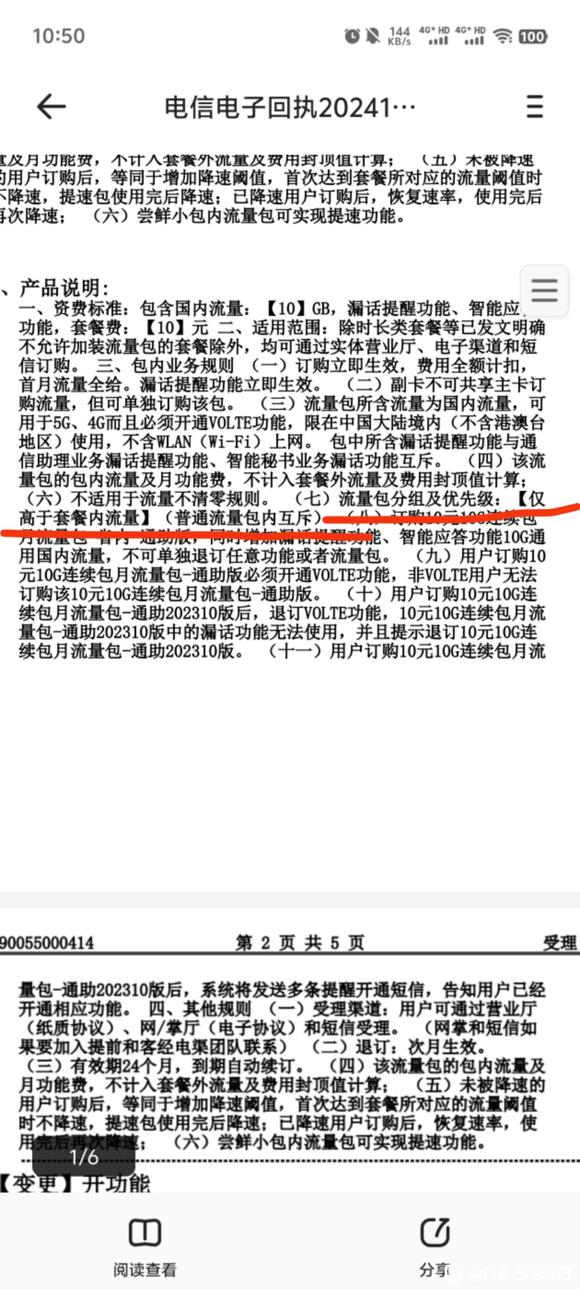 10:50
144
KB/s
4G+ HD
4G+ HD
100
电信电子回执20241…
量及月功能费，不计入套餐外流量及费用封顶值计算； （五）未被降速
的用户订购后，等同于增加降速阈值，首次达到套餐所对应的流量阈值时
不降速，提速包使用完后降速；已降速用户订购后，恢复速率，使用完后
再次降速； （六）尝鲜小包内流量包可实现提速功能。
、产品说明：
一、资费标准：包含国内流量：【10】GB，漏话提醒功能、智能应
功能，套餐费：【10】元 二、适用范围：除时长类套餐等已发文明确
不允许加装流量包的套餐除外，均可通过实体营业厅、电子渠道和短
信订购。 三、包内业务规则 （一）订购立即生效，费用全额计扣，
首月流量全给。漏话提醒功能立即生效。 （二）副卡不可共享主卡订
购流量，但可单独订购该包。 （三）流量包所含流量为国内流量，可
用于5G、4G而且必须开通VOLTE功能，限在中国大陆境内（不含港澳台
地区）使用，不含WLAN（Wi-Fi）上网。 包中所含漏话提醒功能与通
信助理业务漏话提醒功能、智能秘书业务漏话功能互斥。 （四）该流
量包的包内流量及月功能费，不计入套餐外流量及费用封顶值计算；
（六）不适用于流量不清零规则。 （七）流量包分组及优先级：【仅
高于套餐内流量】（普通流量包内互斥） （八）订购10元10G连续包
月流量包-省内-通助版，同时增加漏话提醒功能、智能应答功能10G通
用国内流量，不可单独退订任意功能或者流量包。 （九）用户订购10
元10G连续包月流量包-通助版必须开通VOLTE功能，非VOLTE用户无法
订购该10元10G连续包月流量包-通助版。 （十）用户订购10元10G连
续包月流量包-通助202310版后，退订VOLTE功能，10元10G连续包月流
量包-通助202310版中的漏话功能无法使用，并且提示退订10元10G连
续包月流量包-通助202310版。 （十一）用户订购10元10G连续包月流
90055000414
第 2 页 共 5 页
受理
量包-通助202310版后，系统将发送多条提醒开通短信，告知用户已经
开通相应功能。 四、其他规则 （一）受理渠道：用户可通过营业厅
（纸质协议）、网/掌厅（电子协议）和短信受理。 （网掌和短信如
果要加入提前和客经电渠团队联系） （二）退订：次月生效。
（三）有效期24个月，到期自动续订。 （四）该流量包的包内流量及
月功能费，不计入套餐外流量及费用封顶值计算； （五）未被降速的
用户订购后，等同于增加降速阈值，首次达到套餐所对应的流量阈值
时不降速，提速包使用完后降速；已降速用户订购后，恢复速率，使
用完后再次降速； （六）尝鲜小包内流量包可实现提速功能。
1/6
【变更】开功能
阅读查看
分享